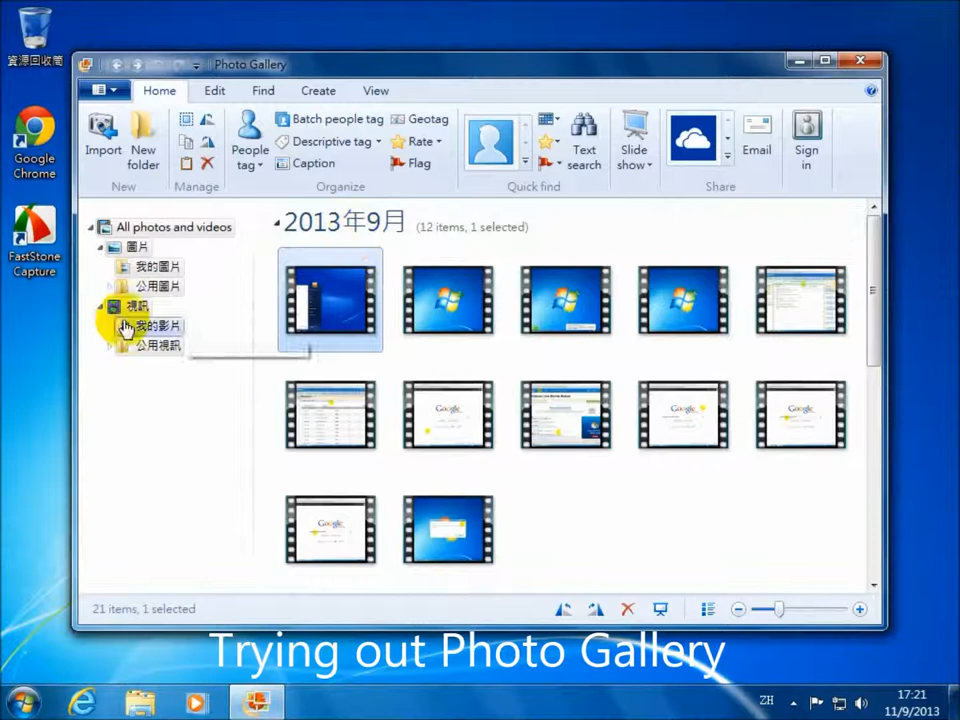 資源回收筒
Google
Chrome
FastStone
Capture
Photo Gallery
Home
Edit
Find
Create
View
Import
New
folder
New
Manage
People
tag
Batch people tag
Descriptive tag
Caption
Geotag
Rate
Flag
Organize
Text
search
Quick find
Slide
show
Email
Share
Sign
in
All photos and videos
圖片
我的圖片
公用圖片
視訊
我的影片
公用視訊
2013年9月 (12 items, 1 selected)
21 items, 1 selected
Trying out Photo Gallery
ZH
17:21
11/9/2013